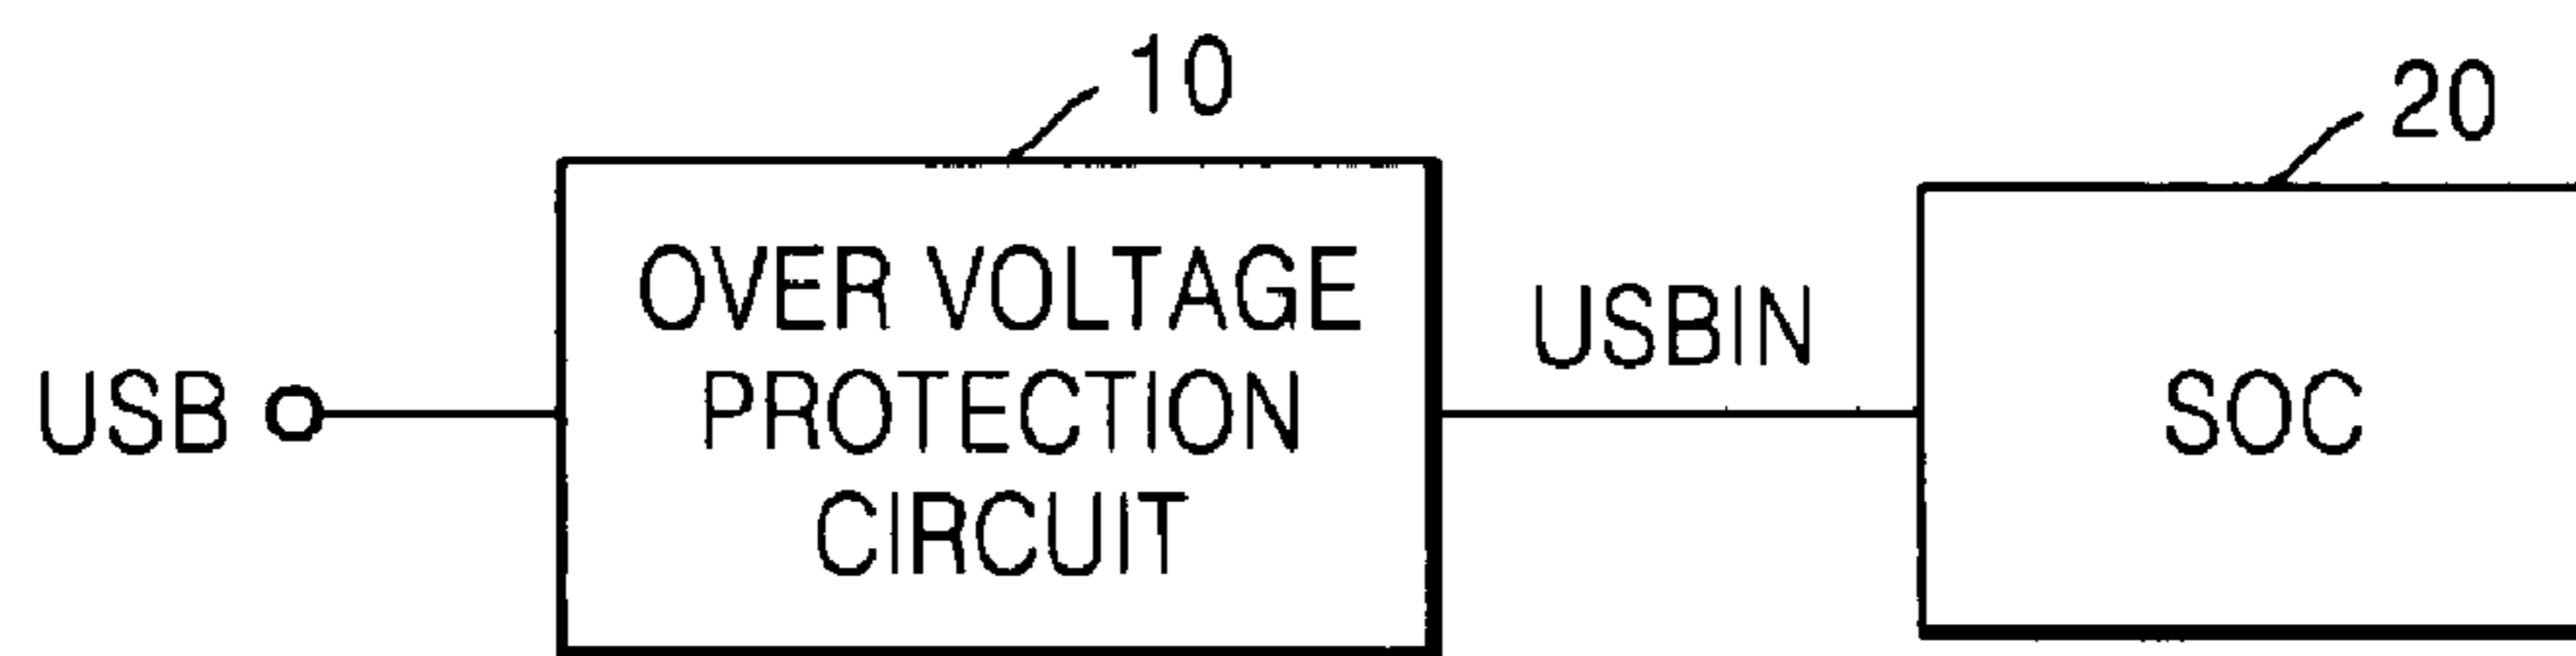 10
20
OVER VOLTAGE
PROTECTION
CIRCUIT
USB
USBIN
SOC